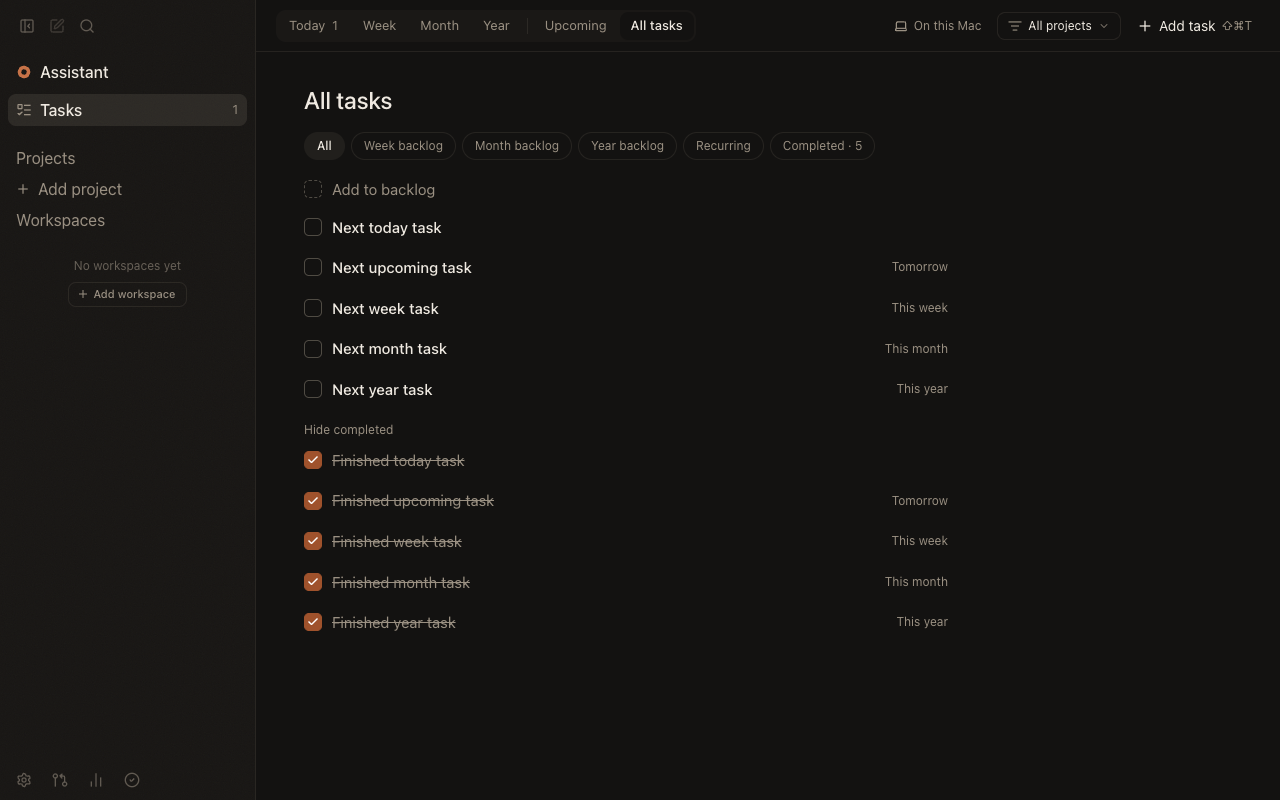 Today 1 Week Month Year Upcoming All tasks On this Mac All projects Add task ⇧⌘T
Assistant
Tasks 1
Projects
Add project
Workspaces
No workspaces yet
Add workspace
All tasks
All Week backlog Month backlog Year backlog Recurring Completed · 5
Add to backlog
Next today task
Next upcoming task Tomorrow
Next week task This week
Next month task This month
Next year task This year
Hide completed
Finished today task
Finished upcoming task Tomorrow
Finished week task This week
Finished month task This month
Finished year task This year